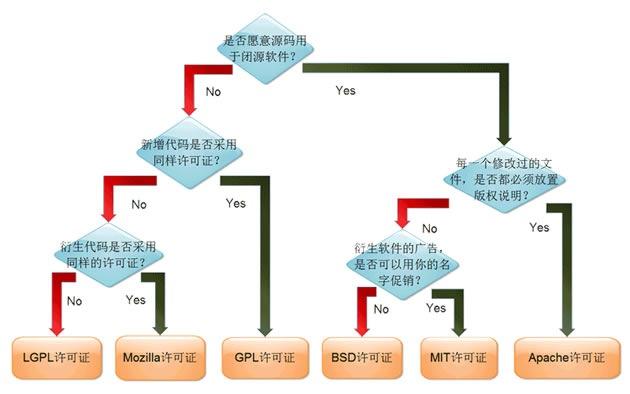 是否愿意源码用
于闭源软件？
No
Yes
新增代码是否采用
同样许可证？
每一个修改过的文
件，是否都必须放置
版权说明？
No
Yes
No
Yes
衍生代码是否采用
同样的许可证？
衍生软件的广告，
是否可以用你的名
字促销？
No
Yes
No
Yes
LGPL许可证
Mozilla许可证
GPL许可证
BSD许可证
MIT许可证
Apache许可证